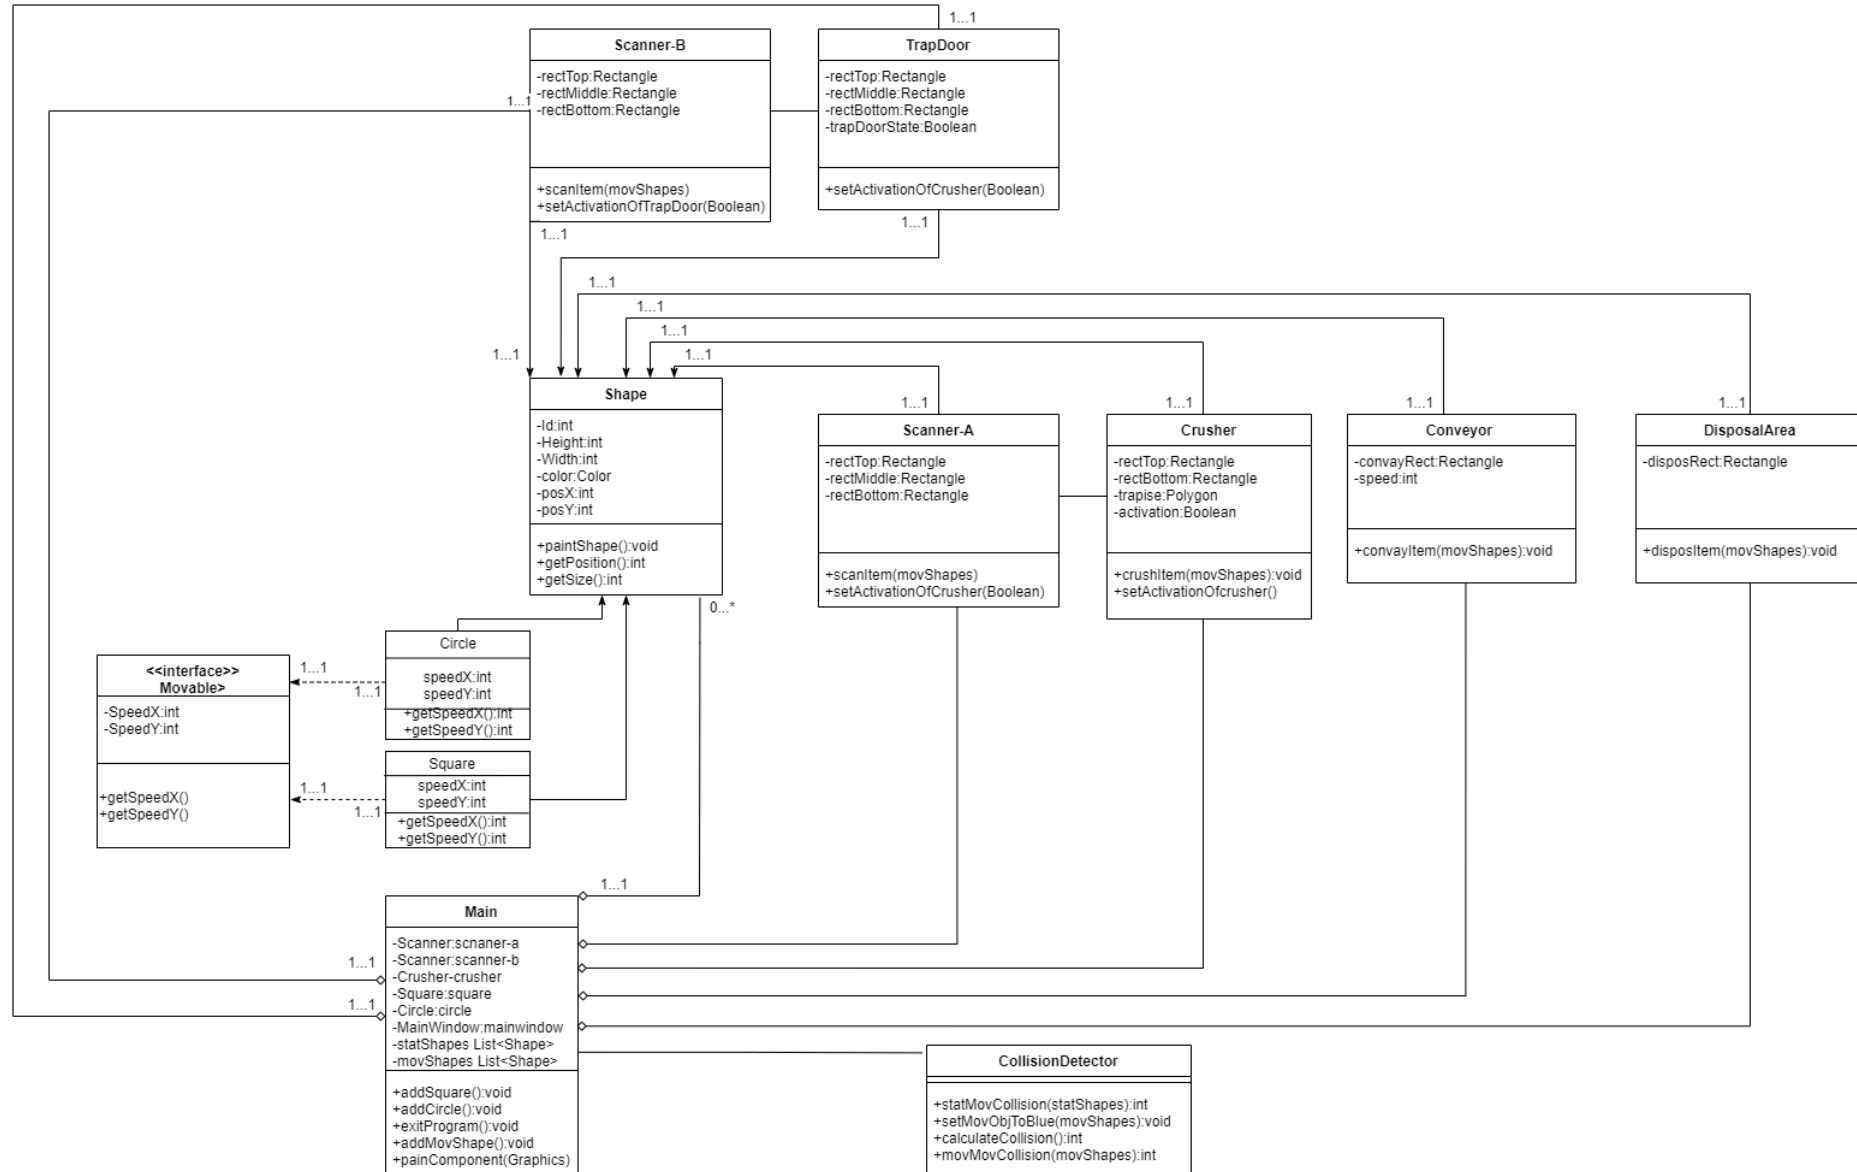 1...1
Scanner-B
-rectTop:Rectangle
-rectMiddle:Rectangle
-rectBottom:Rectangle
+scanItem(movShapes)
+setActivationOfTrapDoor(Boolean)
1...1
TrapDoor
-rectTop:Rectangle
-rectMiddle:Rectangle
-rectBottom:Rectangle
-trapDoorState:Boolean
+setActivationOfCrusher(Boolean)
1...1
1...1
1...1
1...1
1...1
1...1
1...1
1...1
Shape
-Id:int
-Height:int
-Width:int
-color:Color
-posX:int
-posY:int
+paintShape():void
+getPosition():int
+getSize():int
0...*
1...1
Scanner-A
-rectTop:Rectangle
-rectMiddle:Rectangle
-rectBottom:Rectangle
+scanItem(movShapes)
+setActivationOfCrusher(Boolean)
1...1
Crusher
-rectTop:Rectangle
-rectBottom:Rectangle
-trapise:Polygon
-activation:Boolean
+crushItem(movShapes):void
+setActivationOfcrusher()
1...1
Conveyor
-convayRect:Rectangle
-speed:int
+convayItem(movShapes):void
1...1
DisposalArea
-disposRect:Rectangle
+disposItem(movShapes):void
<<interface>>
Movable>
-SpeedX:int
-SpeedY:int
+getSpeedX()
+getSpeedY()
1...1
1...1
Circle
speedX:int
speedY:int
+getSpeedX():int
+getSpeedY():int
1...1
1...1
Square
speedX:int
speedY:int
+getSpeedX():int
+getSpeedY():int
1...1
1...1
1...1
Main
-Scanner:scnaner-a
-Scanner:scanner-b
-Crusher-crusher
-Square:square
-Circle:circle
-MainWindow:mainwindow
-statShapes List<Shape>
-movShapes List<Shape>
+addSquare():void
+addCircle():void
+exitProgram():void
+addMovShape():void
+painComponent(Graphics)
CollisionDetector
+statMovCollision(statShapes):int
+setMovObjToBlue(movShapes):void
+calculateCollision():int
+movMovCollision(movShapes):int